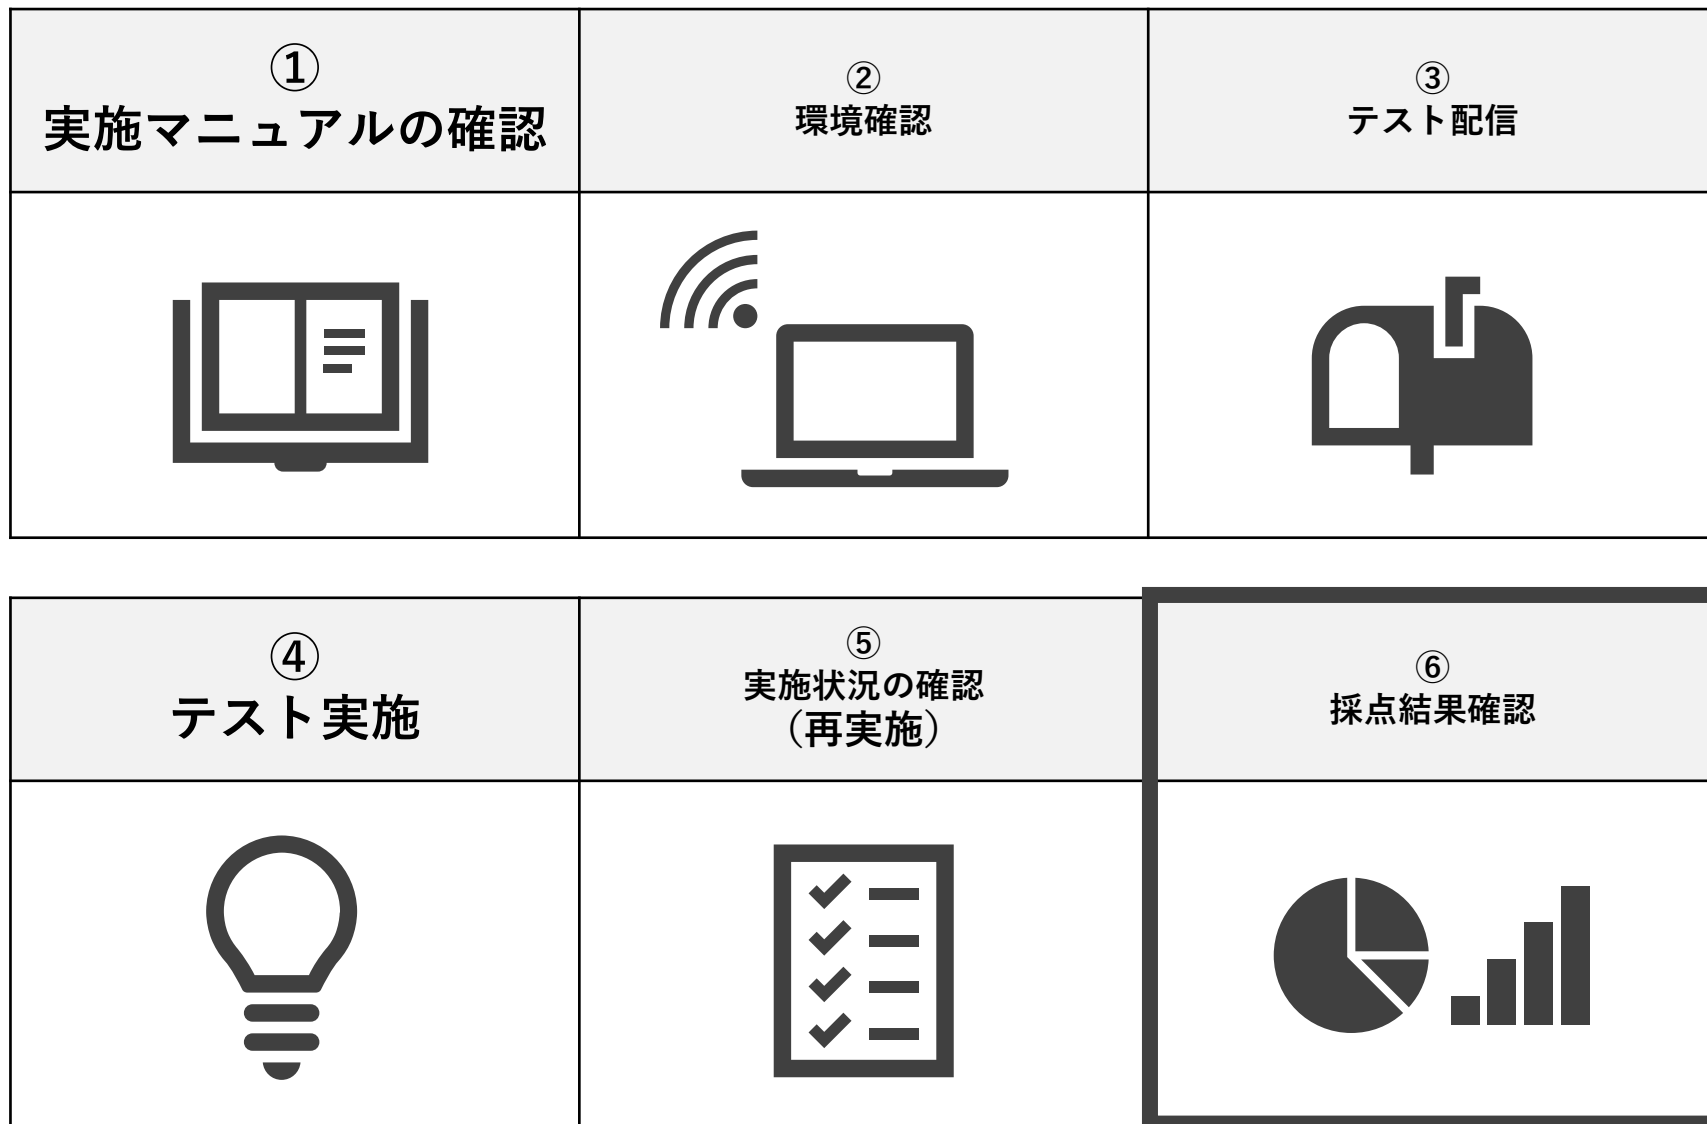 ①
実施マニュアルの確認
②
環境確認
③
テスト配信
④
テスト実施
⑤
実施状況の確認
（再実施）
⑥
採点結果確認